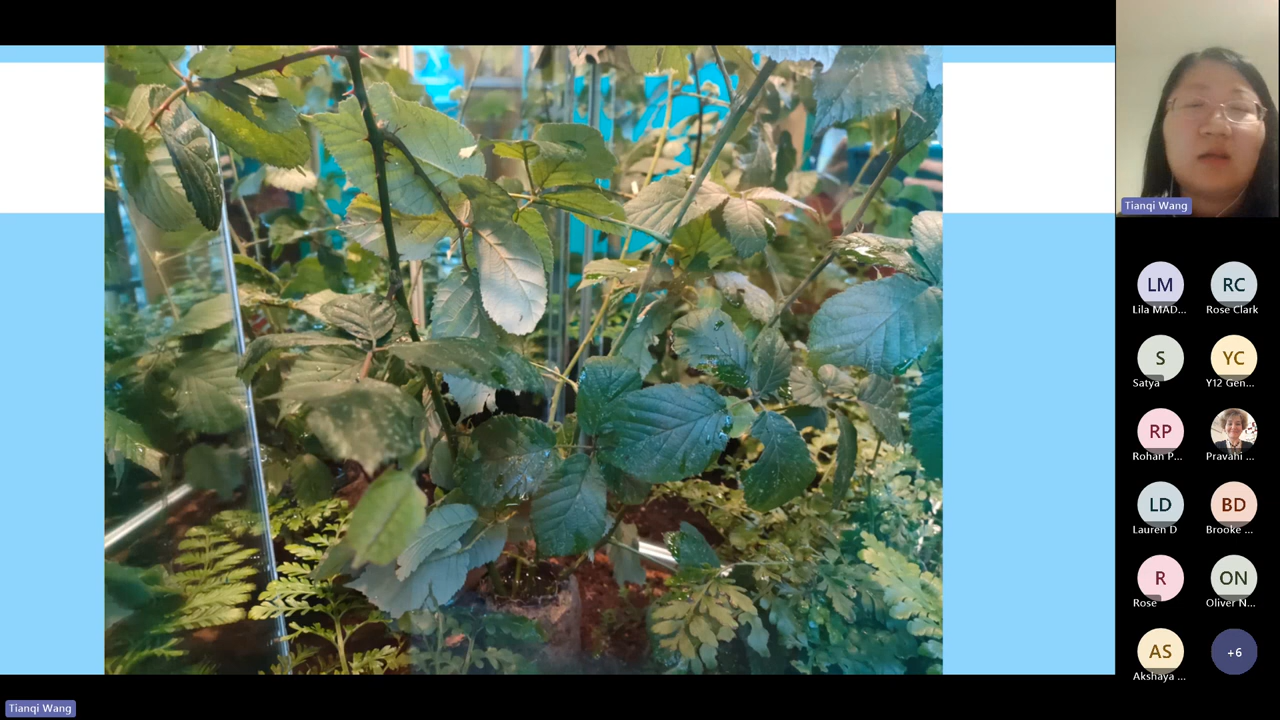 Tianqi Wang
LM
RC
Lila MAD...
Rose Clark
S
YC
Satya
Y12 Gen...
RP
Rohan P...
Pravahi ...
LD
BD
Lauren D
Brooke ...
R
ON
Rose
Oliver N...
AS
+6
Akshaya ...
Tianqi Wang